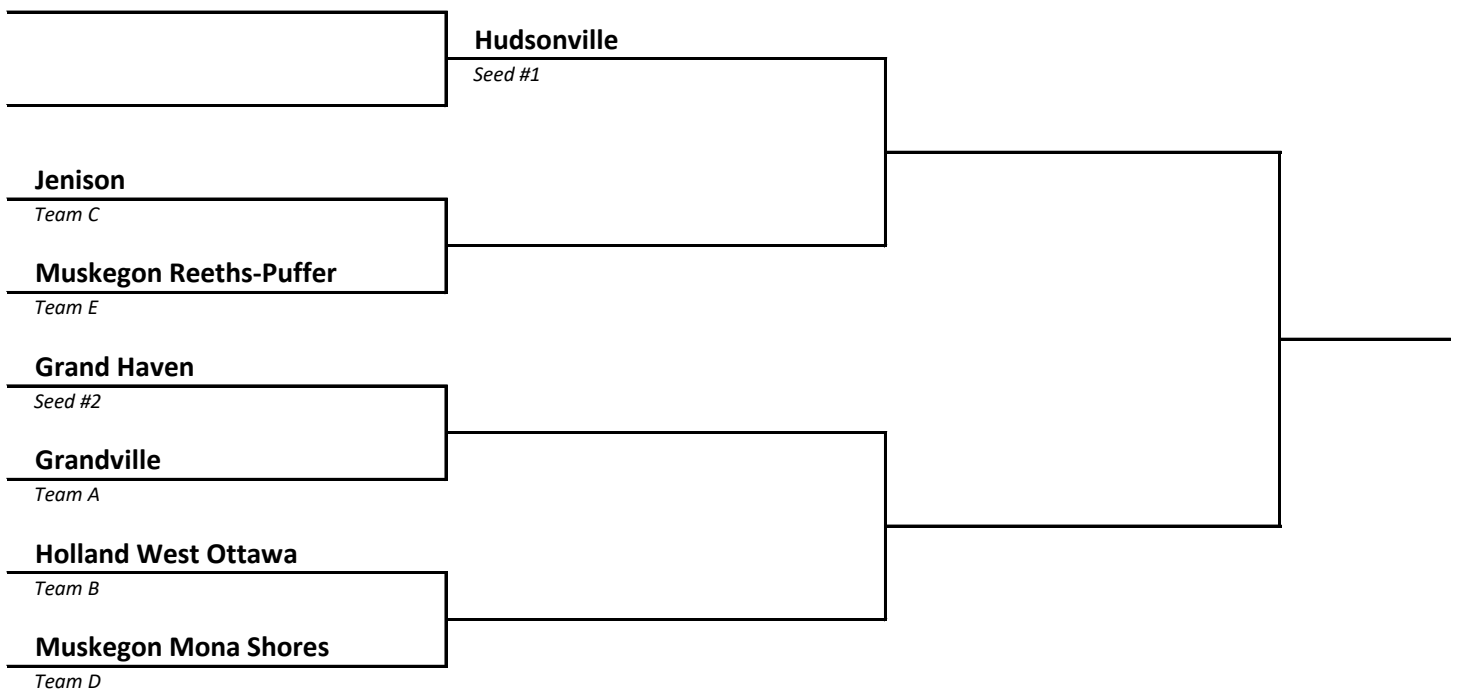 Hudsonville
Seed #1
Jenison
Team C
Muskegon Reeths-Puffer
Team E
Grand Haven
Seed #2
Grandville
Team A
Holland West Ottawa
Team B
Muskegon Mona Shores
Team D